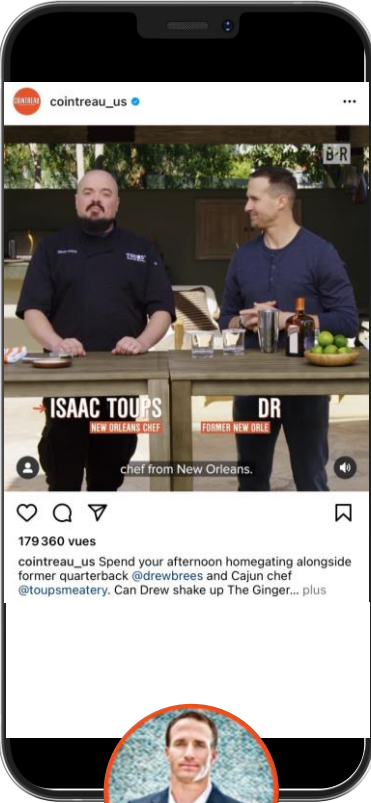 COINTREAU
cointreau_us
B R
ISAAC TOUPS
NEW ORLEANS CHEF
DR
FORMER NEW ORLE
chef from New Orleans.
179 360 vues
cointreau_us Spend your afternoon homegating alongside
former quarterback @drewbrees and Cajun chef
@toupsmeatery. Can Drew shake up The Ginger... plus